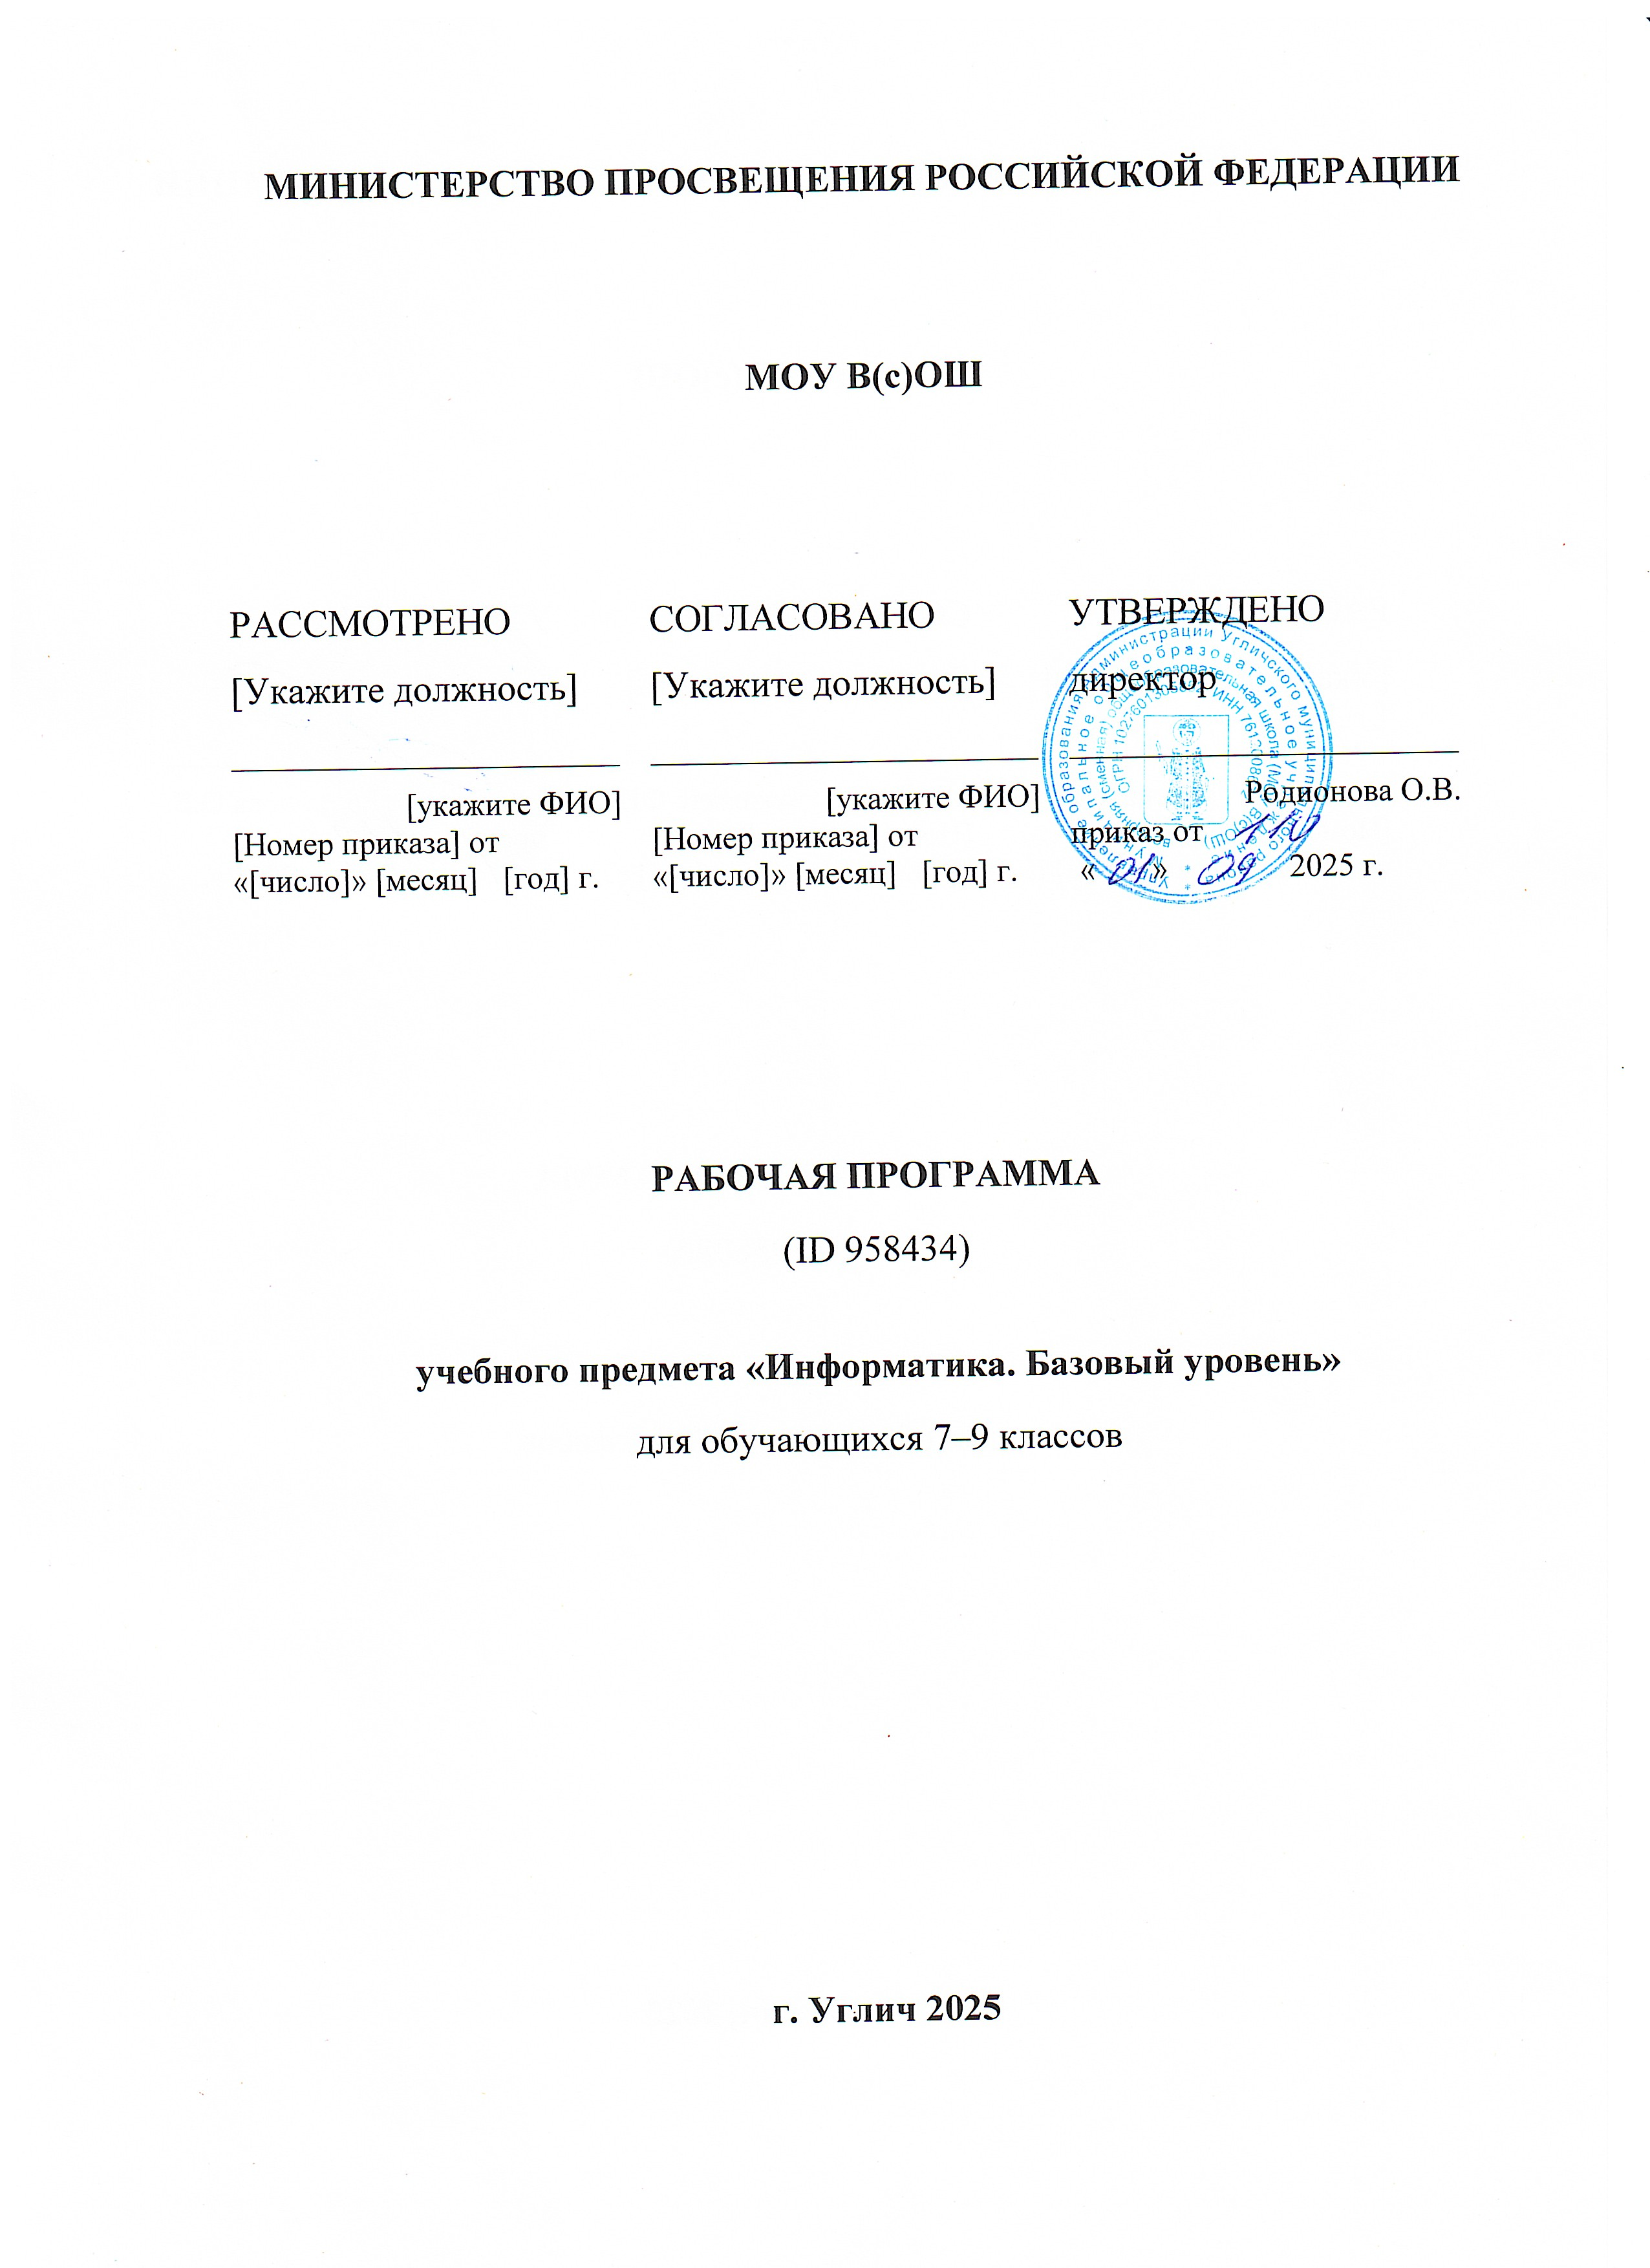 МИНИСТЕРСТВО ПРОСВЕЩЕНИЯ РОССИЙСКОЙ ФЕДЕРАЦИИ
МОУ В(с)ОШ
РАССМОТРЕНО
[Укажите должность]
[укажите ФИО]
[Номер приказа] от
«[число]» [месяц] [год] г.
СОГЛАСОВАНО
[Укажите должность]
[укажите ФИО]
[Номер приказа] от
«[число]» [месяц] [год] г.
УТВЕРЖДЕНО
директор
Родионова О.В.
приказ от
«01» 09 2025 г.
РАБОЧАЯ ПРОГРАММА
(ID 958434)
учебного предмета «Информатика. Базовый уровень»
для обучающихся 7–9 классов
г. Углич 2025